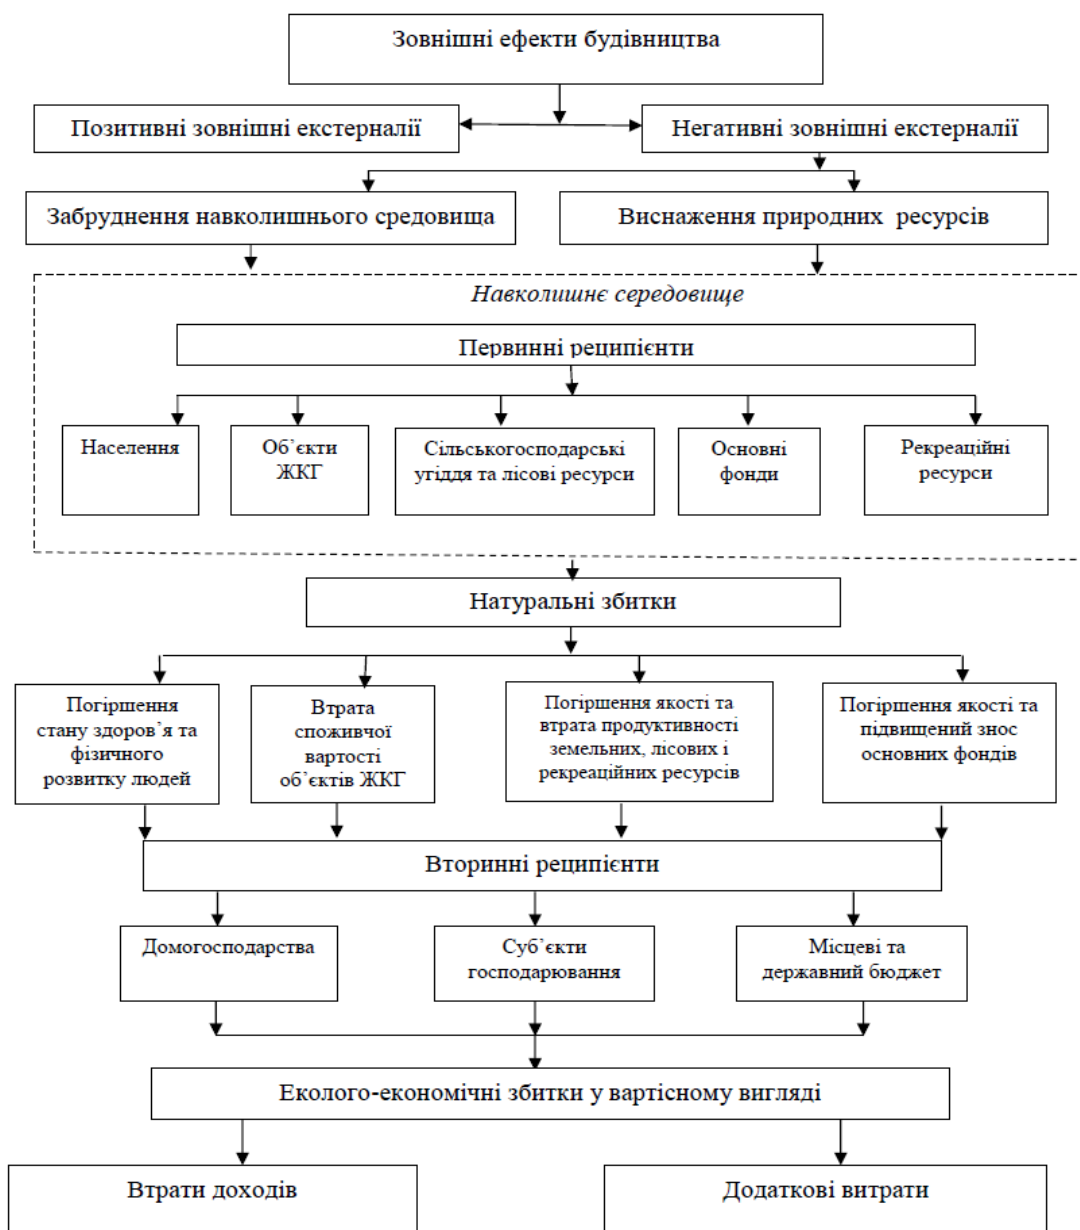 Зовнішні ефекти будівництва
Позитивні зовнішні екстерналії
Негативні зовнішні екстерналії
Забруднення навколишнього средовища
Виснаження природних ресурсів
Навколишнє середовище
Первинні реципієнти
Населення
Об’єкти
ЖКГ
Сільськогосподарські
угіддя та лісові ресурси
Основні
фонди
Рекреаційні
ресурси
Натуральні збитки
Погіршення
стану здоров’я та
фізичного
розвитку людей
Втрата
споживчої
вартості
об’єктів ЖКГ
Погіршення якості та
втрата продуктивності
земельних, лісових і
рекреаційних ресурсів
Погіршення якості та
підвищений знос
основних фондів
Вторинні реципієнти
Домогосподарства
Суб’єкти
господарювання
Місцеві та
державний бюджет
Еколого-економічні збитки у вартісному вигляді
Втрати доходів
Додаткові витрати